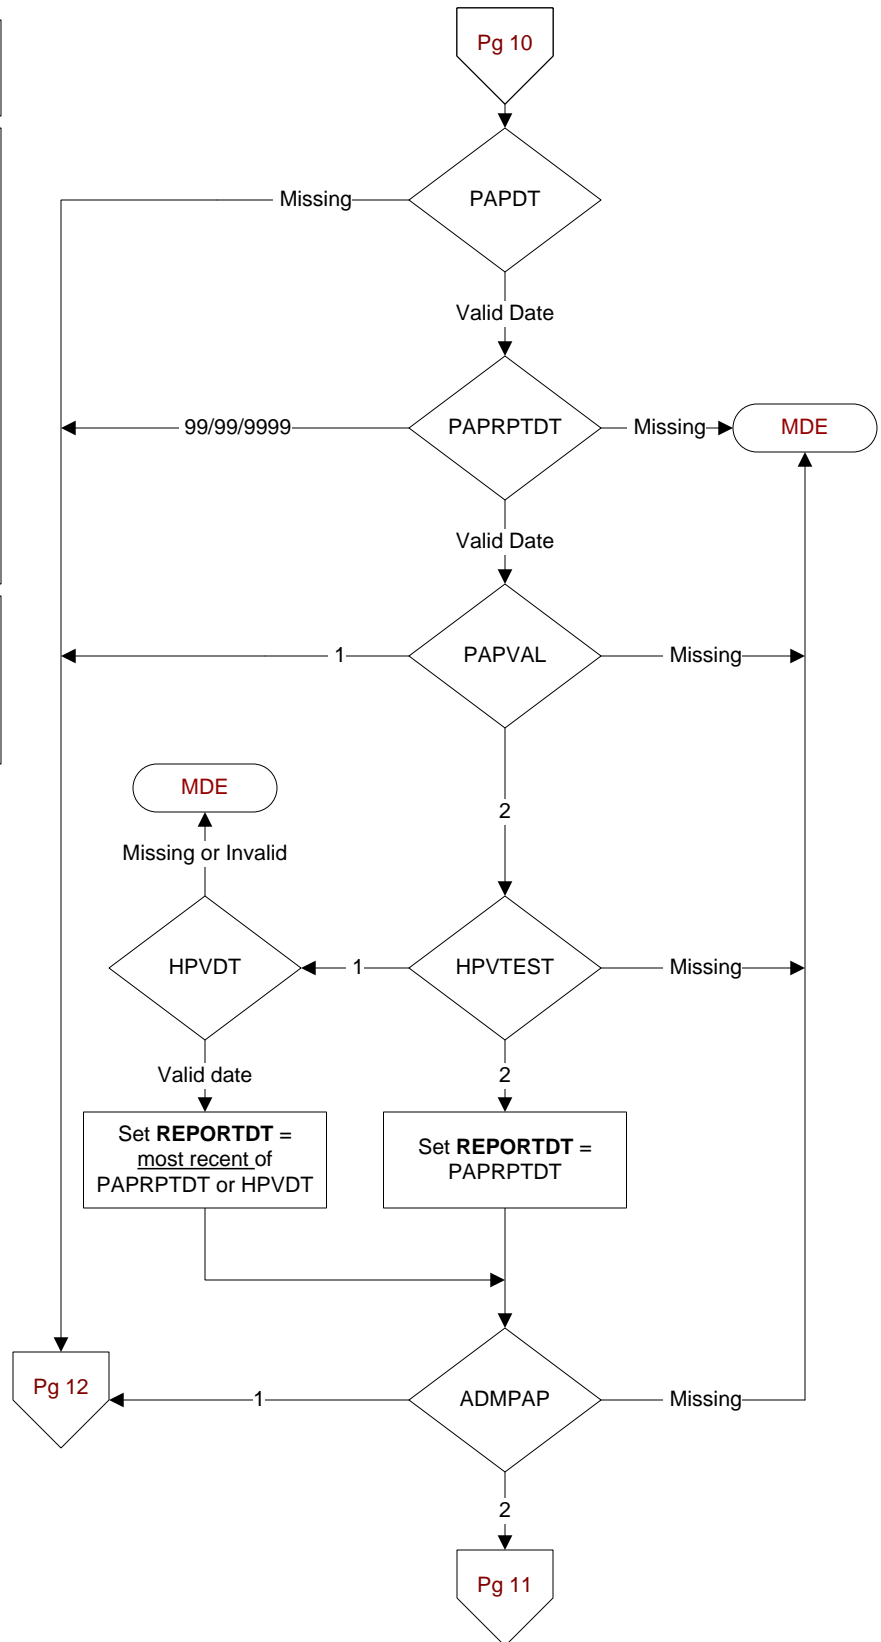 Pg 10
PAPDT
Missing
Valid Date
99/99/9999
PAPRPTDT
Missing
MDE
Valid Date
1
PAPVAL
Missing
MDE
2
Missing or Invalid
HPVDT
1
HPVTEST
Missing
Valid date
2
Set REPORTDT =
most recent of
PAPRPTDT or HPVDT
Set REPORTDT =
PAPRPTDT
Pg 12
1
ADMPAP
Missing
2
Pg 11